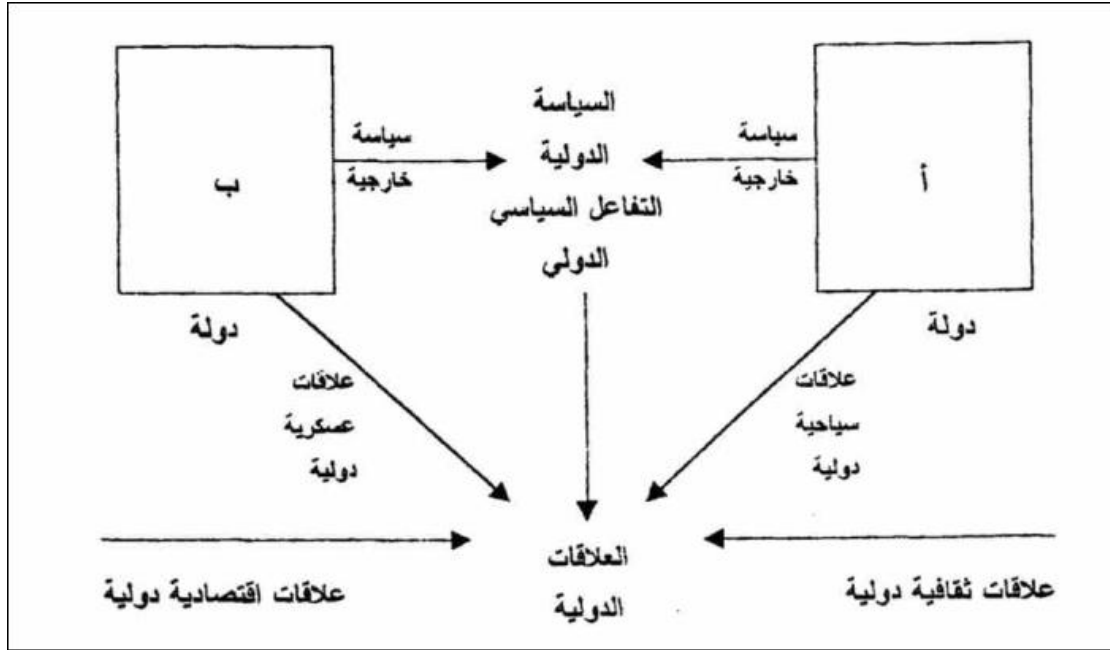 السياسة
الدولية
التفاعل السياسي
الدولي
سياسة
خارجية
أ
دولة
سياسة
خارجية
ب
دولة
علاقات
سياحية
دولية
علاقات
عسكرية
دولية
العلاقات
الدولية
علاقات ثقافية دولية
علاقات اقتصادية دولية